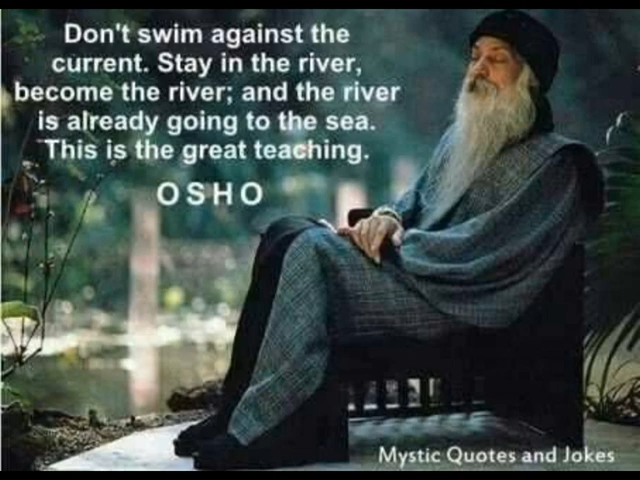 Don't swim against the
current. Stay in the river,
become the river; and the river
is already going to the sea.
This is the great teaching.
OSHO
Mystic Quotes and Jokes